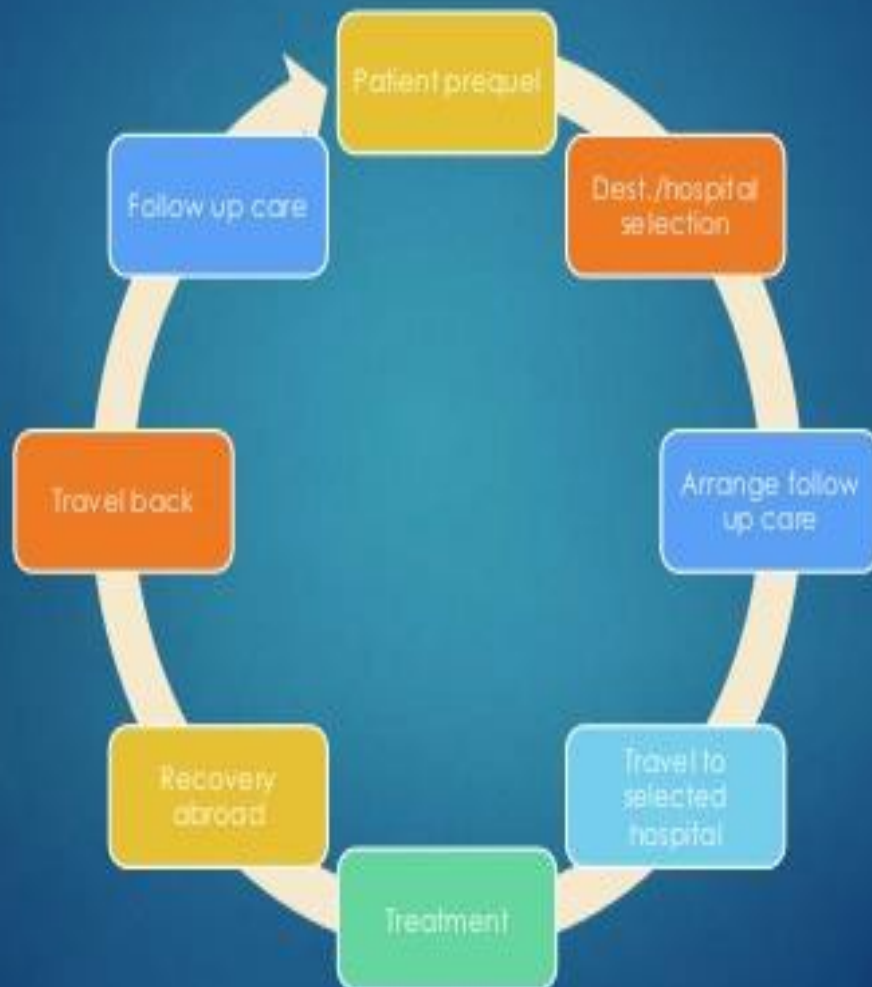 Patient prequel
Dest./hospital
selection
Arrange follow
up care
Travel to
selected
hospital
Treatment
Recovery
abroad
Travel back
Follow up care